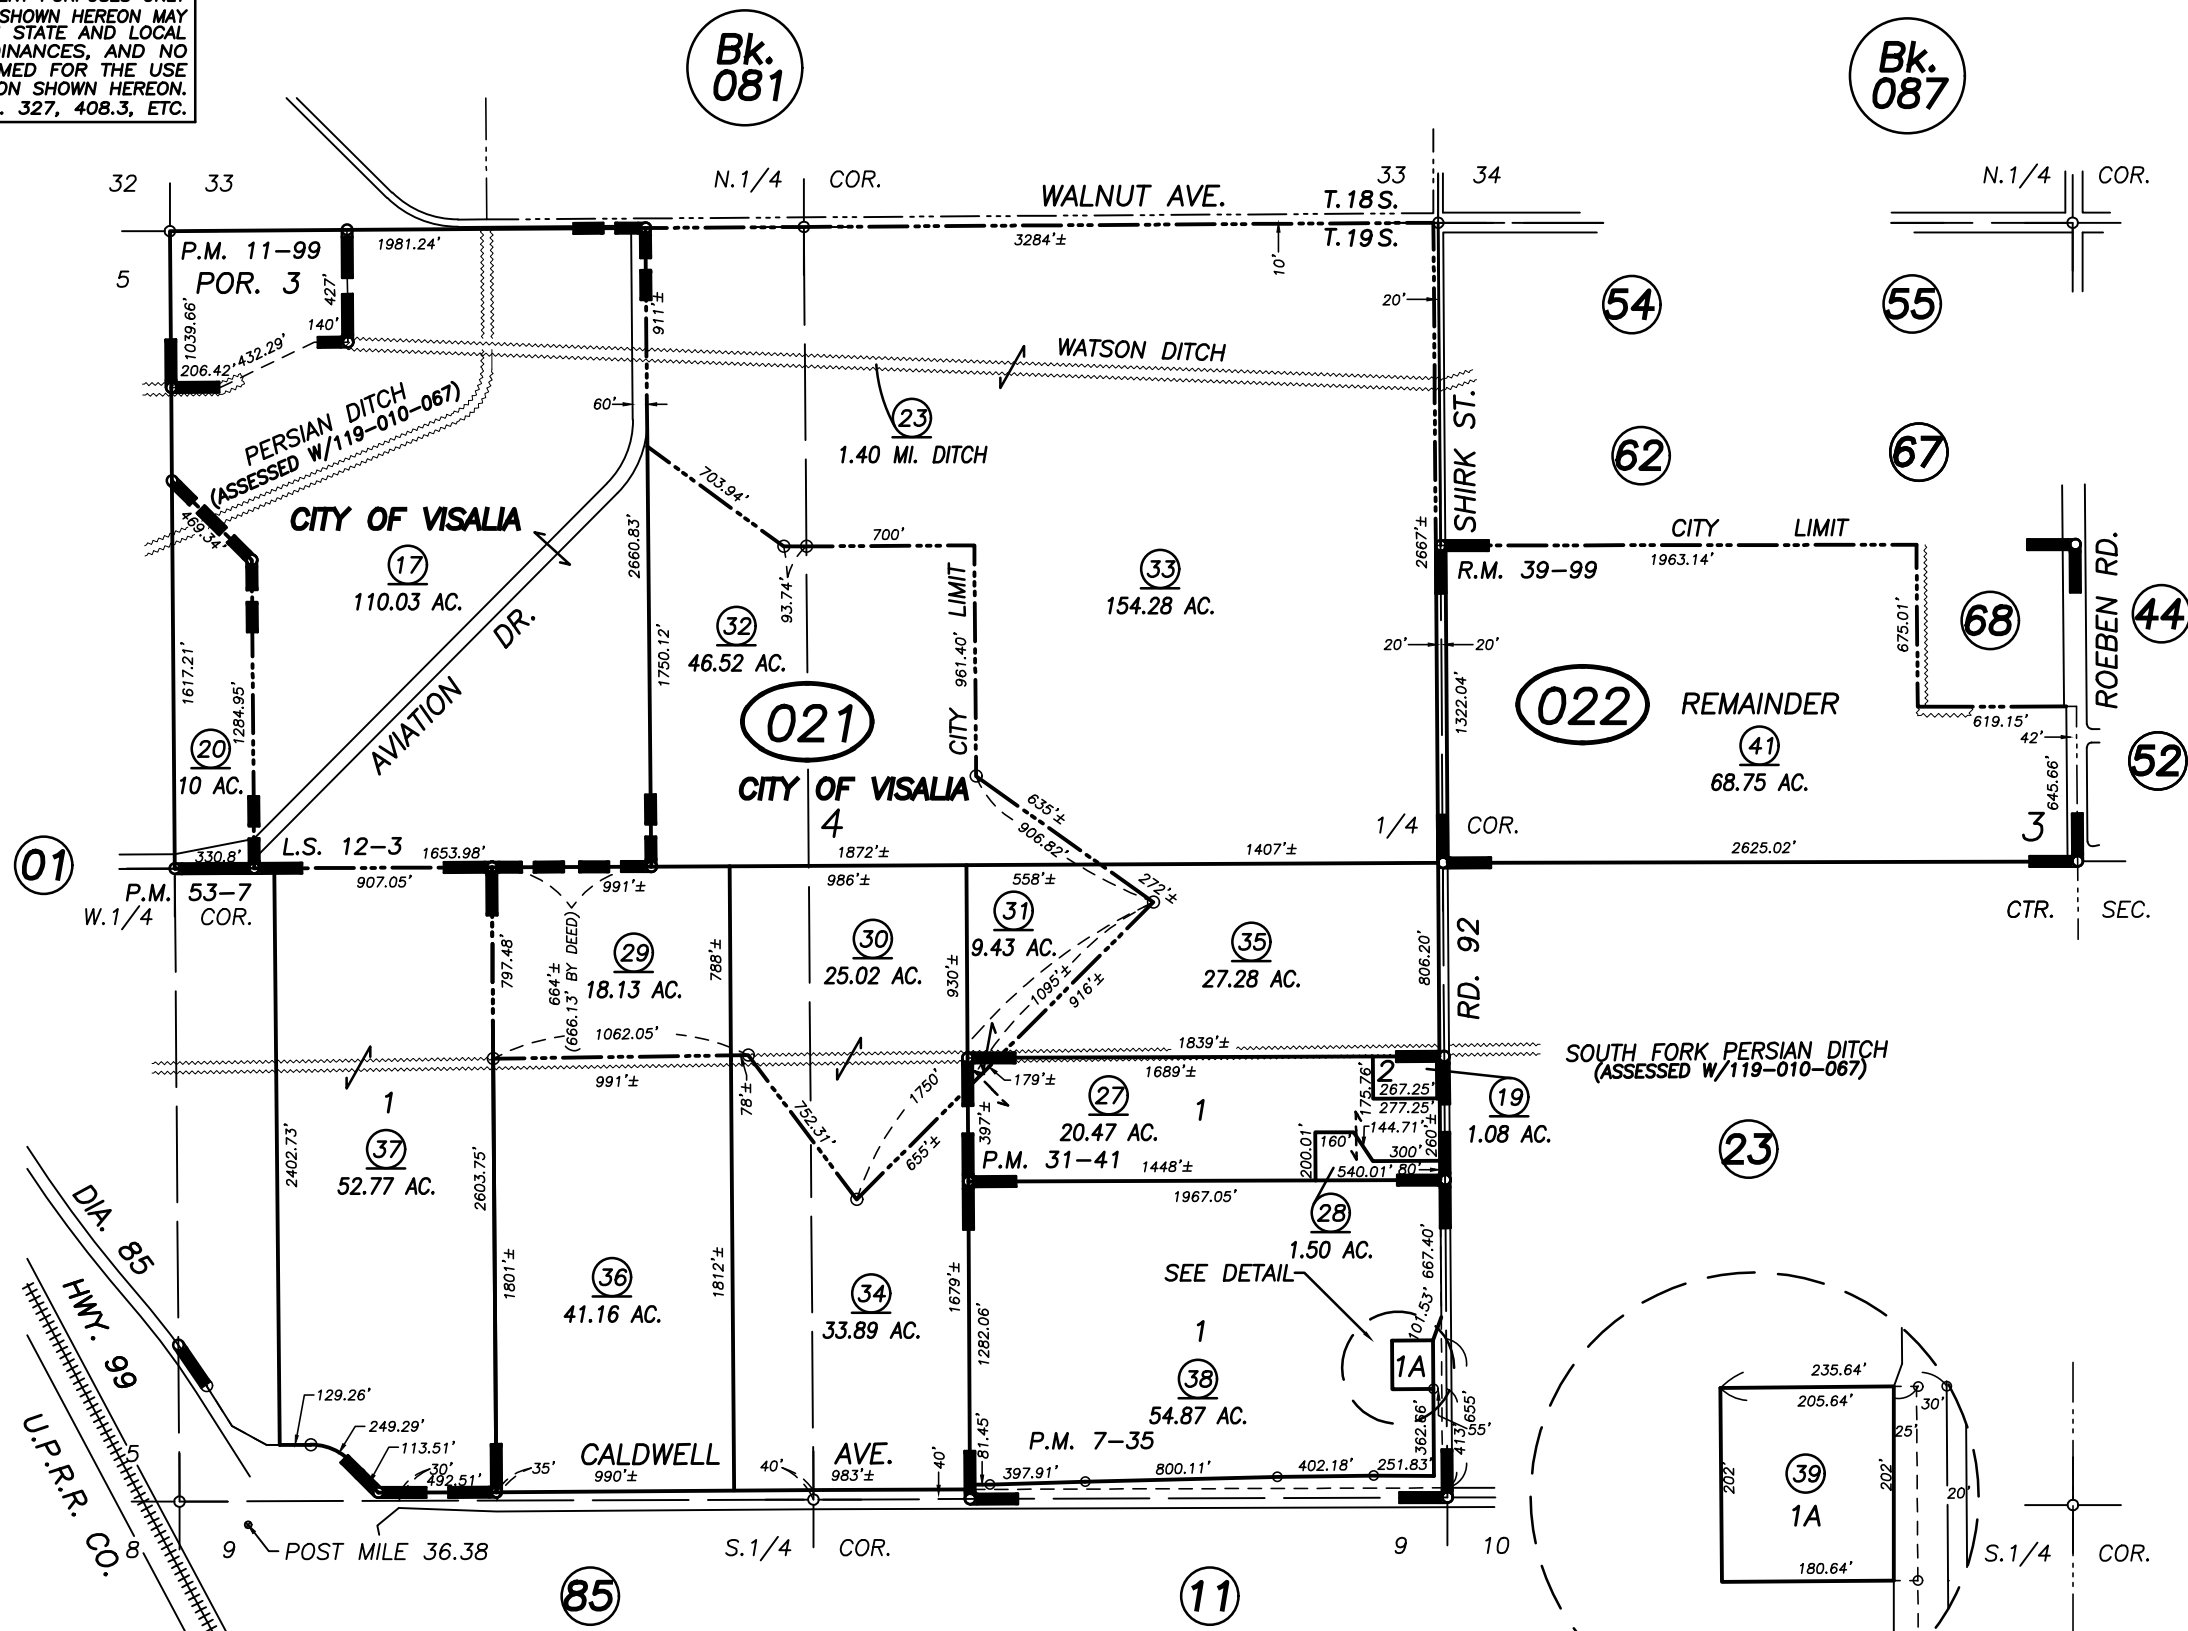 SHOWN HEREON MAY
STATE AND LOCAL
DINANCES, AND NO
MED FOR THE USE
ON SHOWN HEREON.
. 327, 408.3, ETC.
Bk.
081
Bk.
087
32 33
N.1/4 COR.
WALNUT AVE.
T.18 S.
T.19 S.
33 34
N.1/4 COR.
P.M. 11-99
POR. 3
1981.24'
3284'±
10'
5
1039.66'
427'
140'
432.29'
206.42'
911'±
20'
54
55
WATSON DITCH
PERSIAN DITCH
(ASSESSED W/119-010-067)
60'
23
1.40 MI. DITCH
SHIRK ST.
62
67
469.34'
CITY OF VISALIA
17
110.03 AC.
2660.83'
703.94'
700'
93.74'
CITY LIMIT
961.40'
33
154.28 AC.
2667'±
CITY LIMIT
1963.14'
R.M. 39-99
675.01'
68
ROEBEN RD.
44
AVIATION DR.
1617.21'
1284.95'
20
10 AC.
1750.12'
32
46.52 AC.
021
CITY OF VISALIA
4
20' 20'
1322.04'
022
REMAINDER
41
68.75 AC.
619.15'
42'
645.66'
52
3
635'±
906.82'
1/4 COR.
01
330.8'
L.S. 12-3
1653.98'
907.05'
1872'±
1407'±
2625.02'
P.M. 53-7
W.1/4 COR.
991'±
986'±
558'±
272'±
CTR. SEC.
797.48'
664'±
(666.13' BY DEED)
29
18.13 AC.
788'±
30
25.02 AC.
930'±
31
9.43 AC.
1095'±
916'±
35
27.28 AC.
806.20'
RD. 92
1062.05'
991'±
78'±
1839'±
1689'±
179'±
SOUTH FORK PERSIAN DITCH
(ASSESSED W/119-010-067)
1
37
52.77 AC.
2402.73'
2603.75'
752.31'
1750'
655'±
397'±
27
20.47 AC.
1
P.M. 31-41
1448'±
2
175.76'
267.25'
277.25'
260'±
144.71'
160'
300'
200.01'
540.01' 80'
19
1.08 AC.
23
1967.05'
28
1.50 AC.
DIA. 85
HWY. 99
U.P.R.R. CO.
1801'±
36
41.16 AC.
1812'±
34
33.89 AC.
1679'±
1282.06'
SEE DETAIL
667.40'
101.53'
1A
1
38
54.87 AC.
362.66'
413'
655'
55'
129.26'
249.29'
113.51'
30'
492.51'
35'
CALDWELL AVE.
990'±
40'
983'±
40'
81.45'
P.M. 7-35
397.91'
800.11'
402.18'
251.83'
235.64'
205.64'
30'
25'
202'
39
1A
202'
20'
180.64'
5
8 9
POST MILE 36.38
S.1/4 COR.
9 10
S.1/4 COR.
85
11